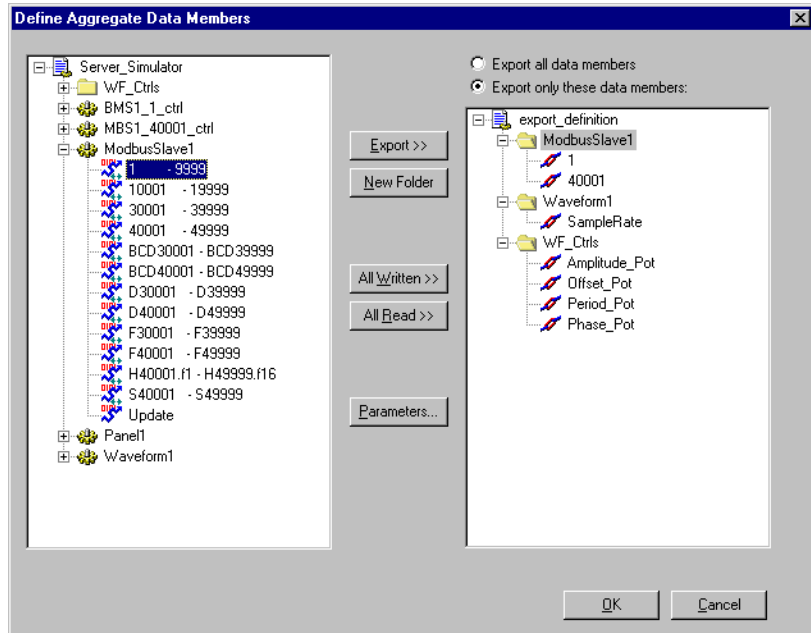 Define Aggregate Data Members
Server_Simulator
WF_Ctrls
BMS1_1_ctrl
MBS1_40001_ctrl
ModbusSlave1
1 - 9999
10001 - 19999
30001 - 39999
40001 - 49999
BCD30001 - BCD39999
BCD40001 - BCD49999
D30001 - D39999
D40001 - D49999
F30001 - F39999
F40001 - F49999
H40001.f1 - H49999.f16
S40001 - S49999
Update
Panel1
Waveform1
Export >>
New Folder
All Written >>
All Read >>
Parameters...
Export all data members
Export only these data members:
export_definition
ModbusSlave1
1
40001
Waveform1
SampleRate
WF_Ctrls
Amplitude_Pot
Offset_Pot
Period_Pot
Phase_Pot
OK
Cancel